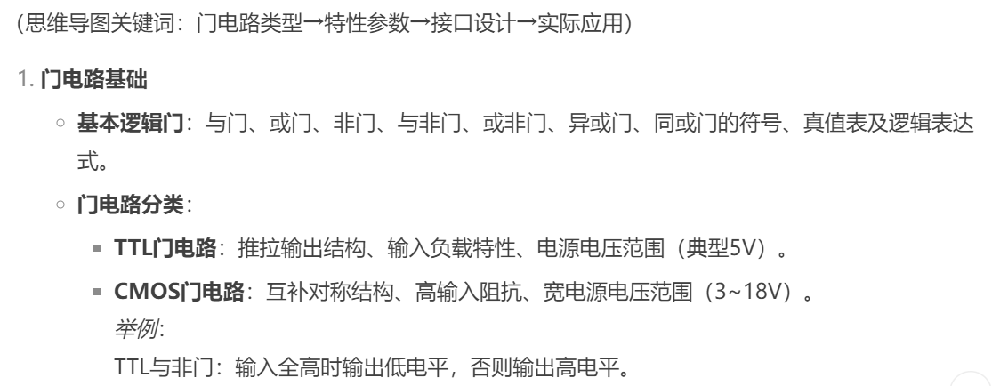 （思维导图关键词：门电路类型→特性参数→接口设计→实际应用）
1. 门电路基础
基本逻辑门：与门、或门、非门、与非门、或非门、异或门、同或门的符号、真值表及逻辑表达
式。
门电路分类：
TTL门电路：推拉输出结构、输入负载特性、电源电压范围（典型5V）。
CMOS门电路：互补对称结构、高输入阻抗、宽电源电压范围（3~18V）。
举例：
TTL与非门：输入全高时输出低电平，否则输出高电平。